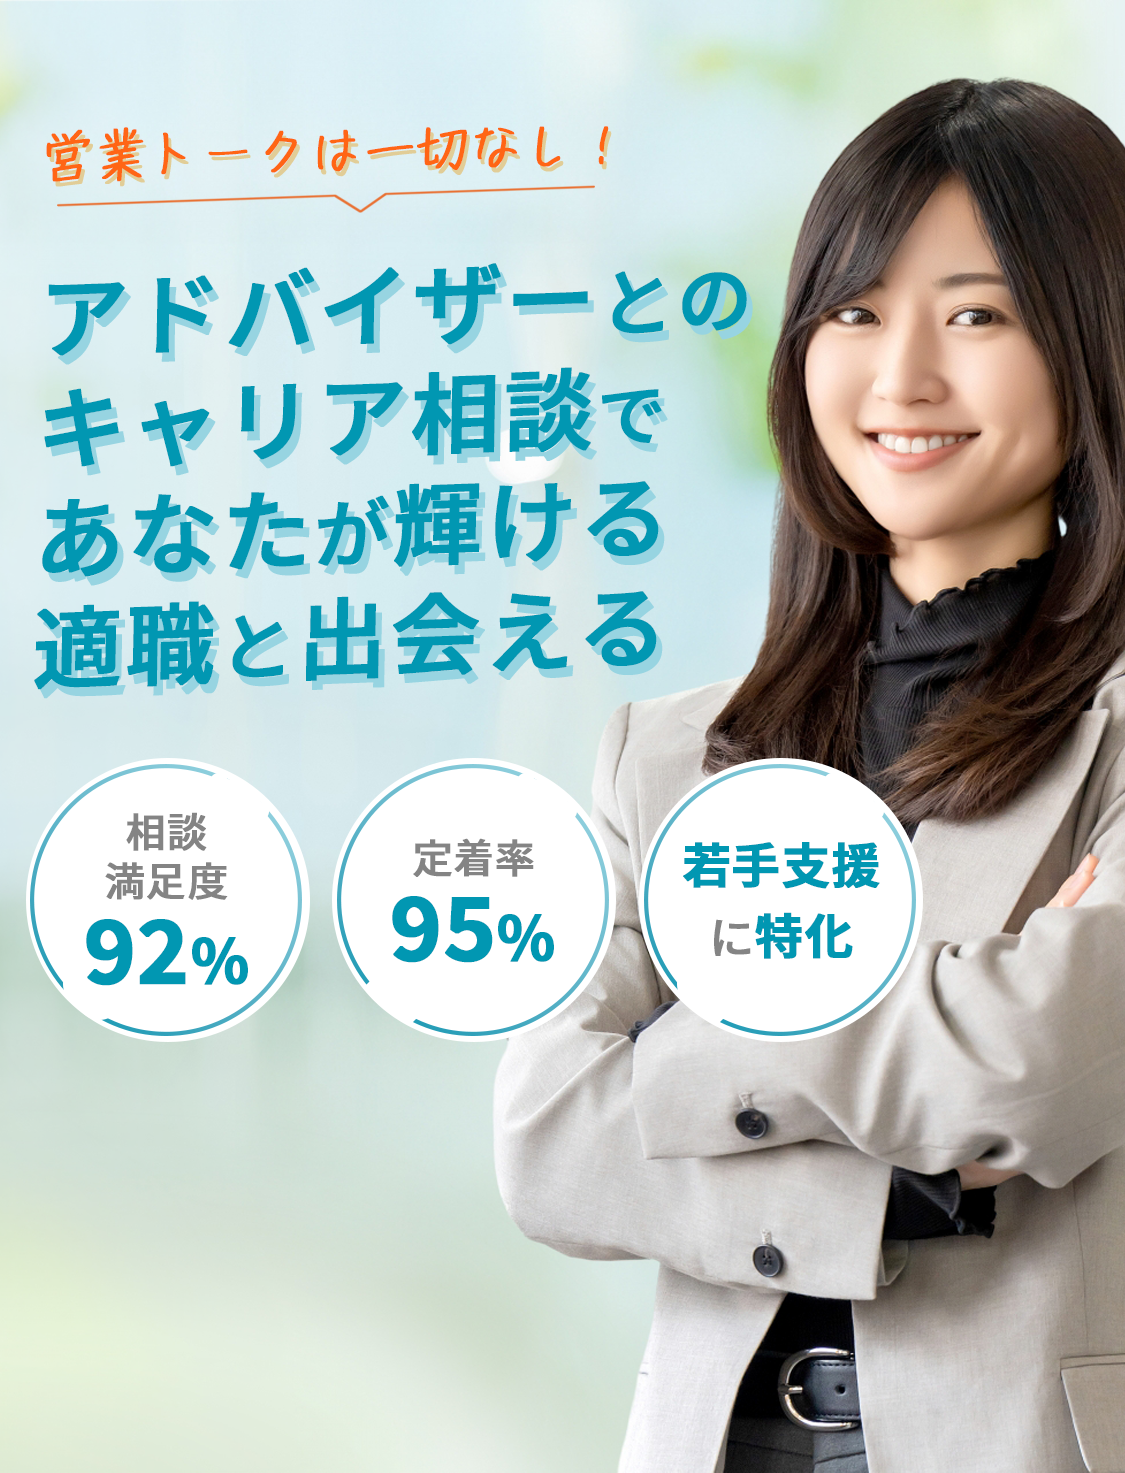 営業トークは一切なし！
アドバイザーとの
キャリア相談で
あなたが輝ける
適職と出会える
相談
満足度
92%
定着率
95%
若手支援
に特化